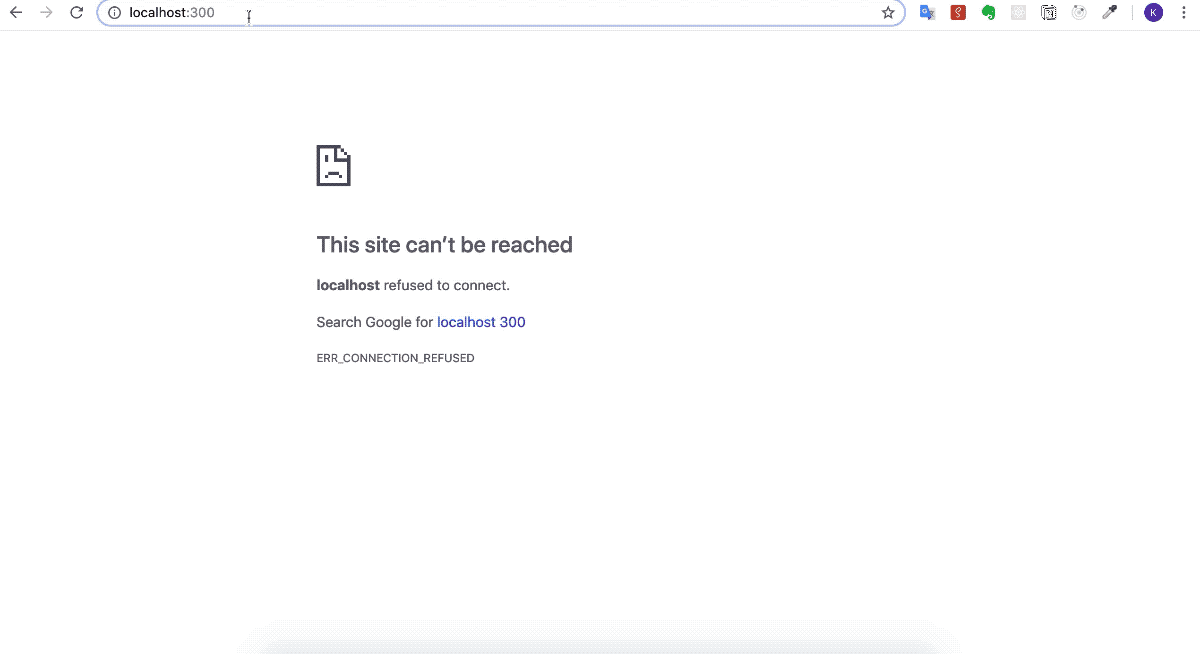 localhost:300
K
This site can't be reached
localhost refused to connect.
Search Google for localhost 300
ERR_CONNECTION_REFUSED